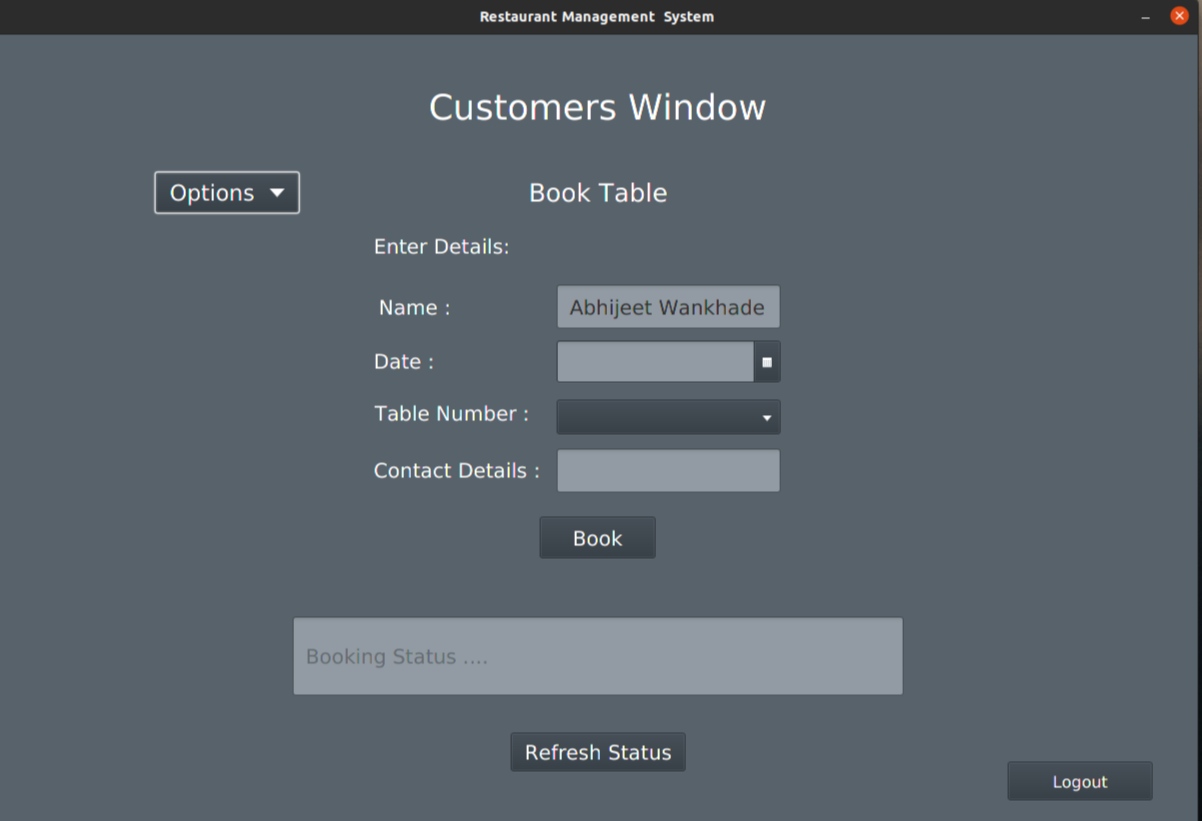 Restaurant Management System
Customers Window
Options
Book Table
Enter Details:
Name : Abhijeet Wankhade
Date :
Table Number :
Contact Details :
Book
Booking Status ....
Refresh Status
Logout